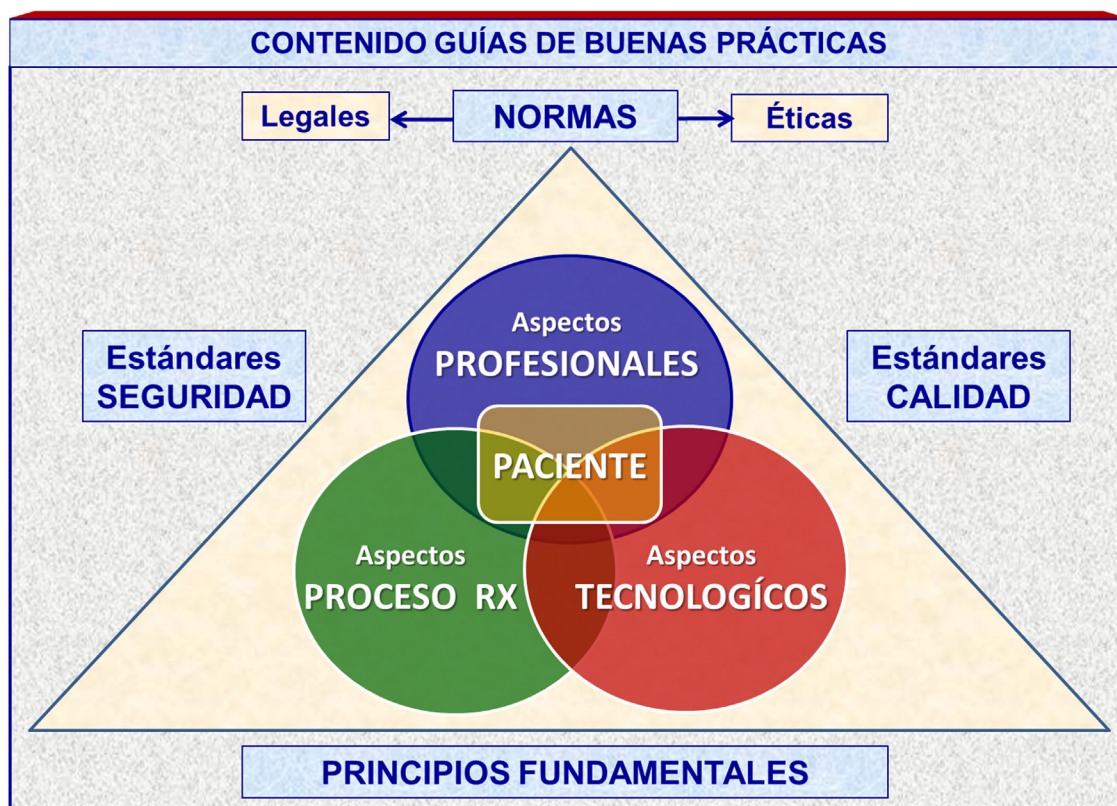 CONTENIDO GUÍAS DE BUENAS PRÁCTICAS
Legales
NORMAS
Éticas
Aspectos
PROFESIONALES
Estándares
SEGURIDAD
Estándares
CALIDAD
PACIENTE
Aspectos
PROCESO RX
Aspectos
TECNOLOGÍCOS
PRINCIPIOS FUNDAMENTALES